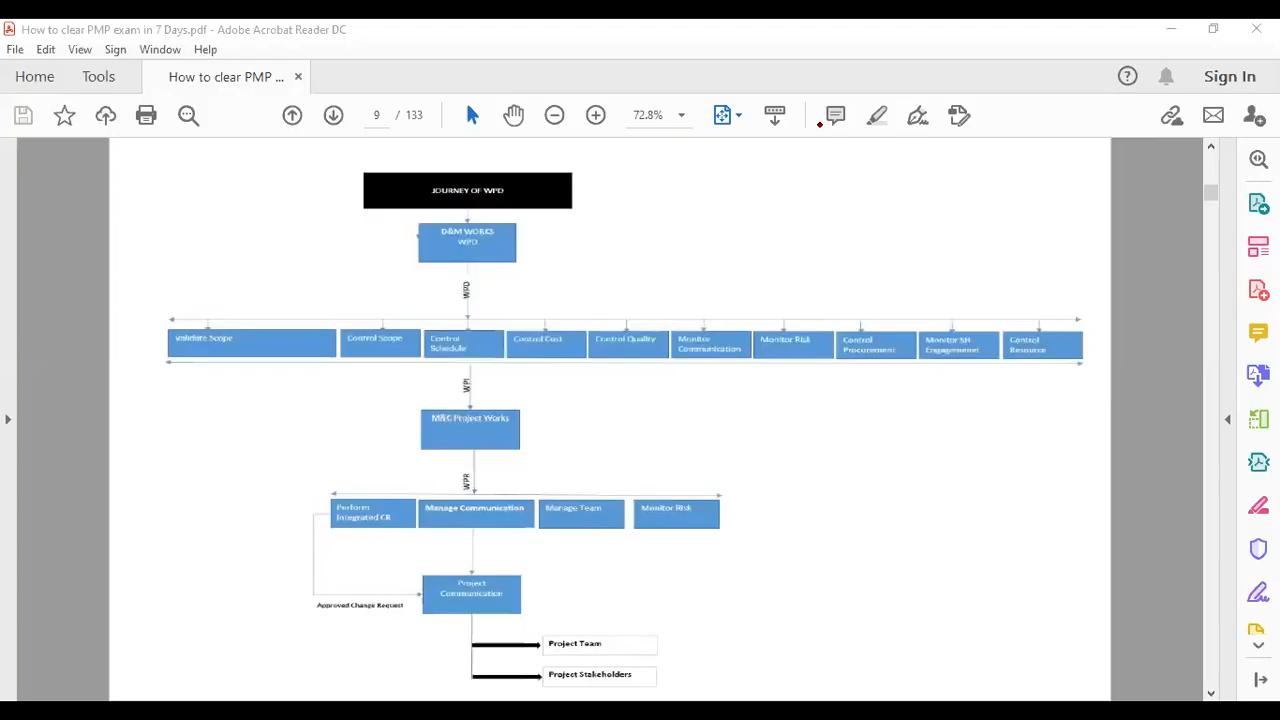 How to clear PMP exam in 7 Days.pdf - Adobe Acrobat Reader DC
File Edit View Sign Window Help
Home Tools How to clear PMP ... × Sign In
9 / 133 72.8%
JOURNEY OF WPD
D&M WORKS
WPD
WPD
Validate Scope
Control Scope
Control
Schedule
Control Cost
Control Quality
Monitor
Communication
Monitor Risk
Control
Procurement
Monitor SH
Engagement
Control
Resource
WPI
M&C Project Works
WPR
Perform
Integrated CR
Manage Communication
Manage Team
Monitor Risk
Project
Communication
Approved Change Request
Project Team
Project Stakeholders